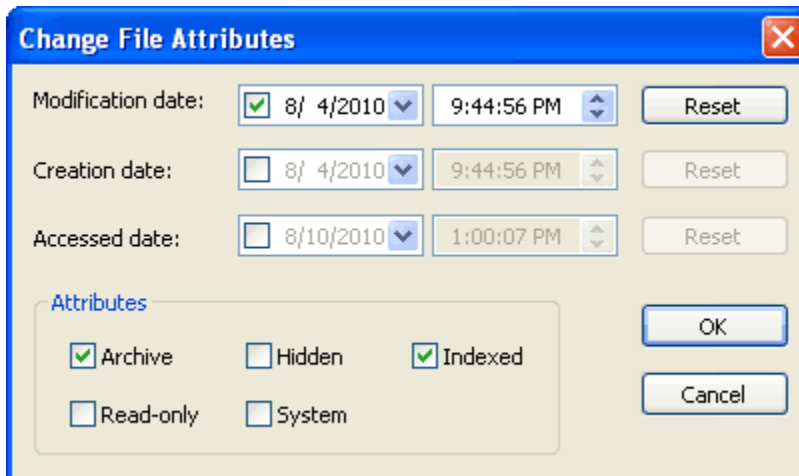 Change File Attributes
Modification date: 8/ 4/2010 9:44:56 PM Reset
Creation date: 8/ 4/2010 9:44:56 PM Reset
Accessed date: 8/10/2010 1:00:07 PM Reset
Attributes
OK
Archive Hidden Indexed
Cancel
Read-only System